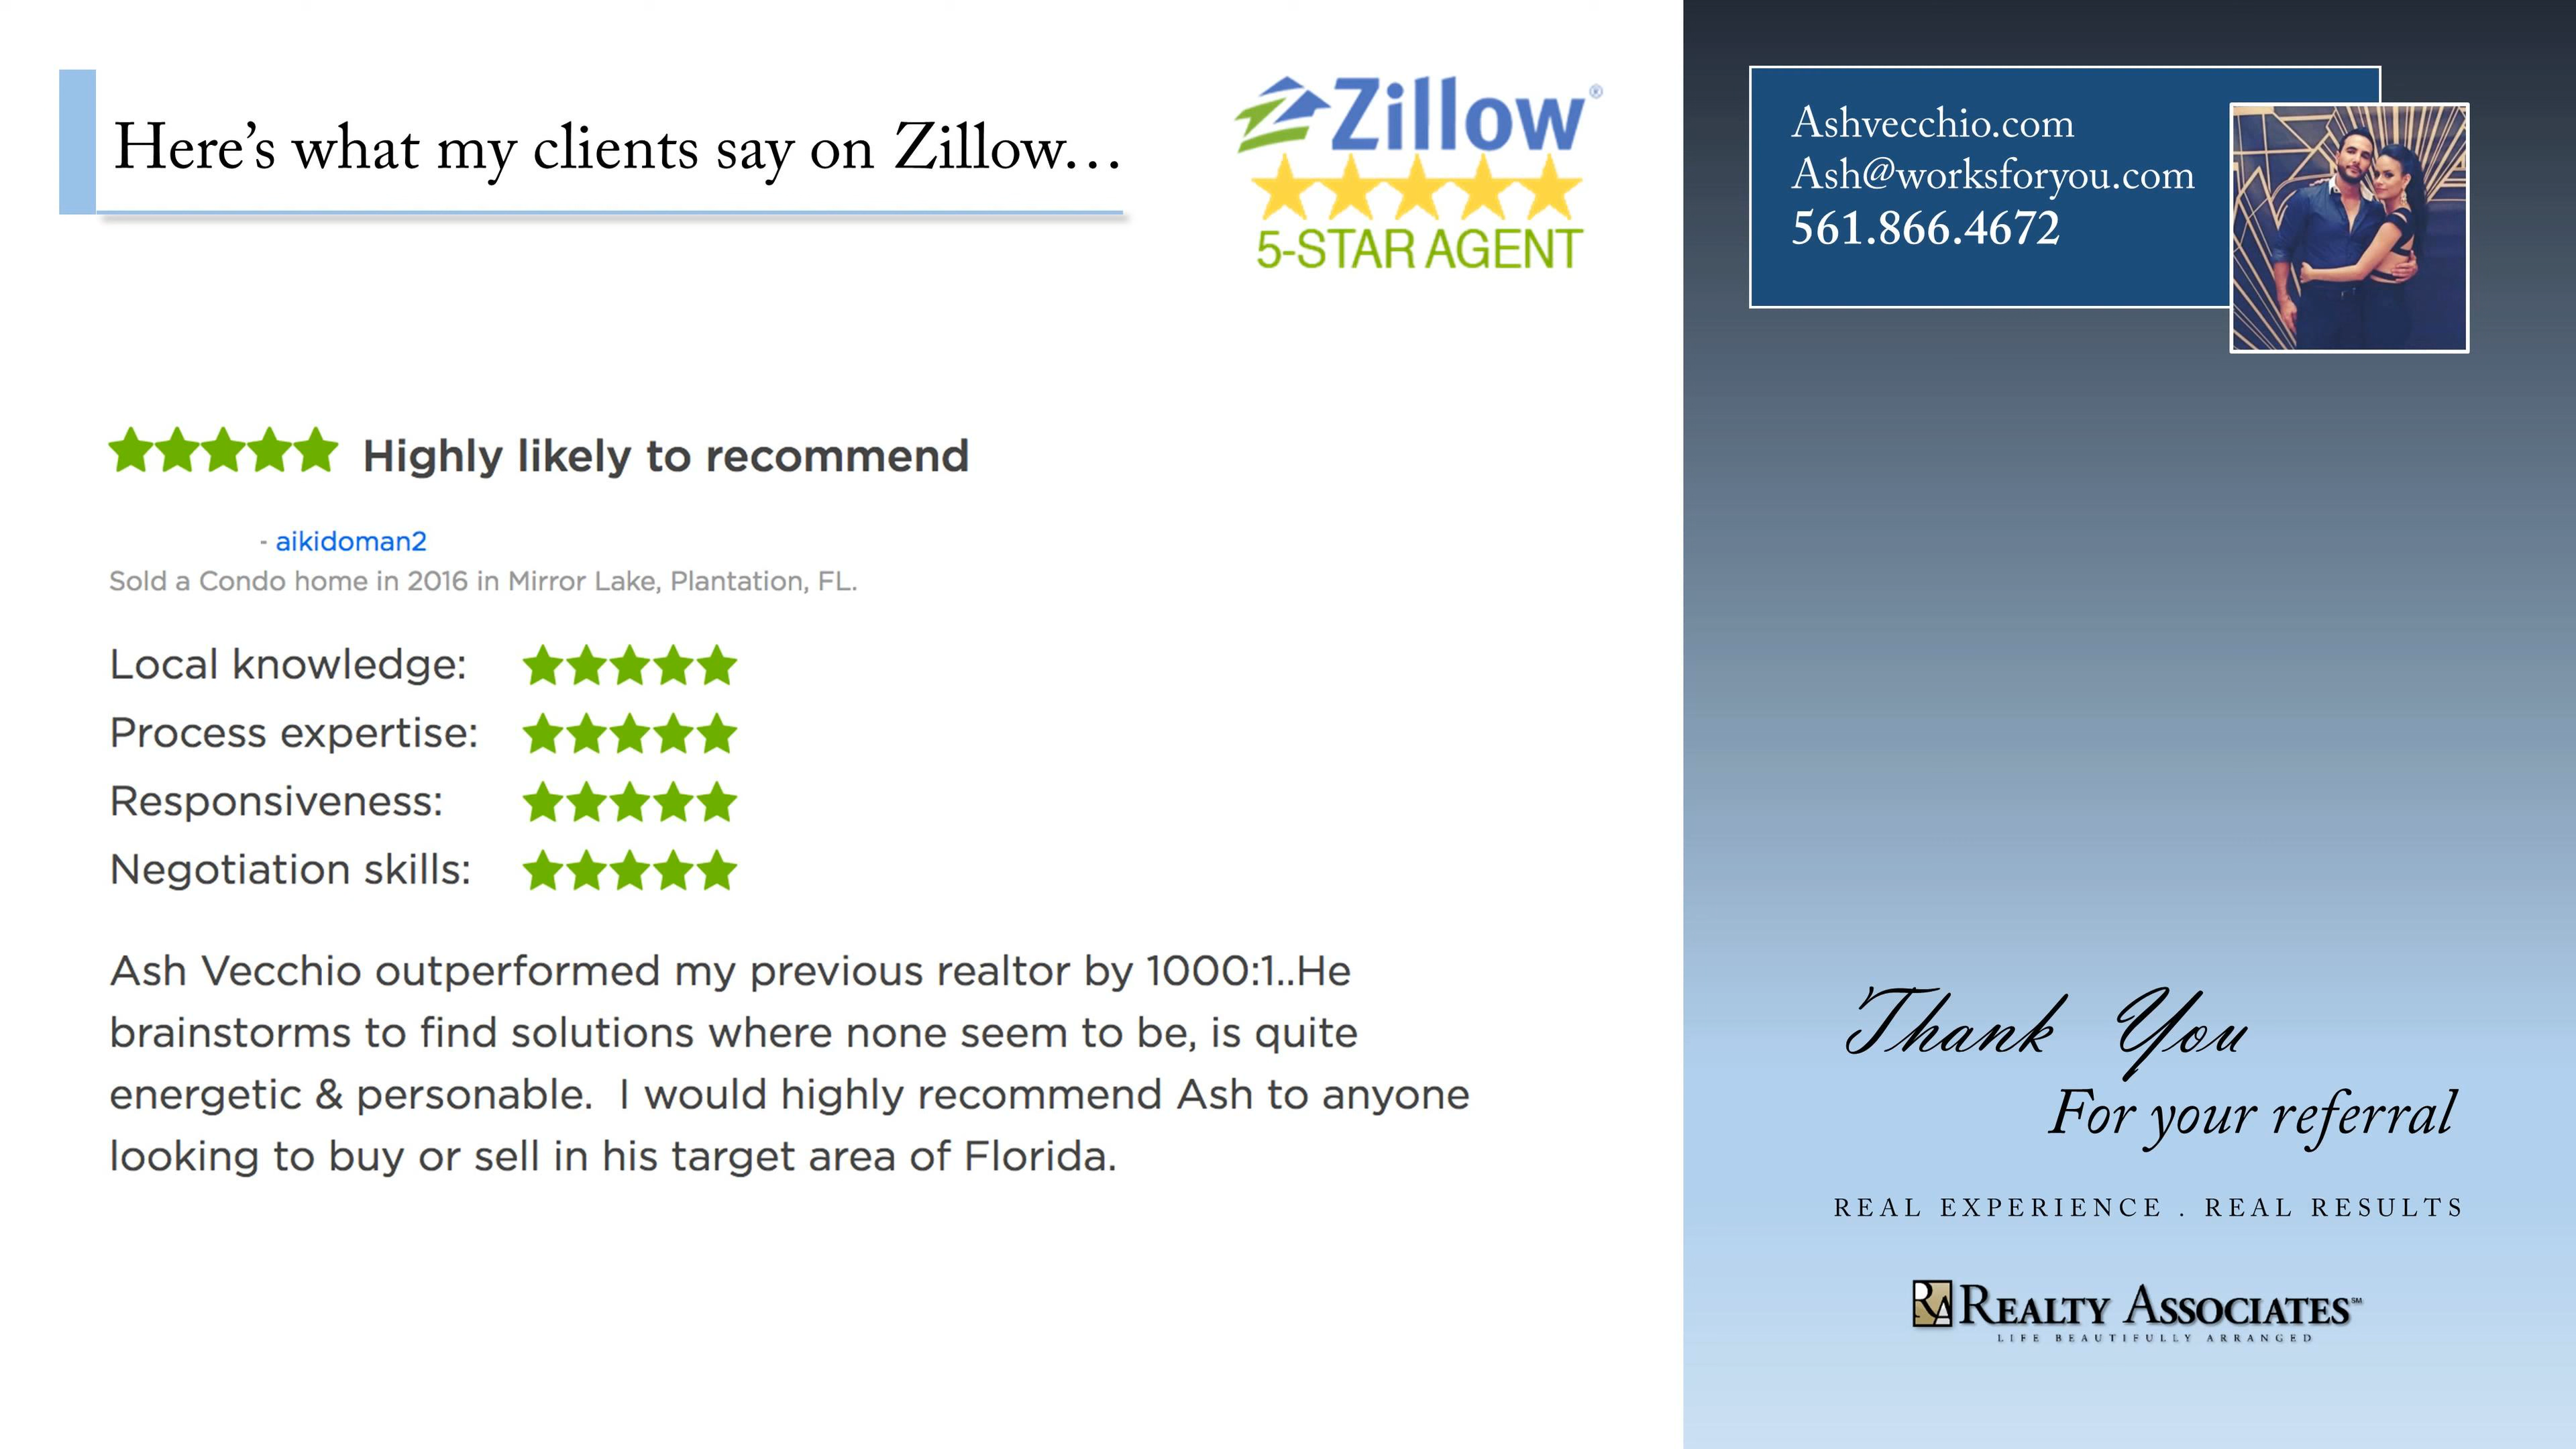 Here’s what my clients say on Zillow…
Zillow®
5-STAR AGENT
Highly likely to recommend
- aikidoman2
Sold a Condo home in 2016 in Mirror Lake, Plantation, FL.
Local knowledge:
Process expertise:
Responsiveness:
Negotiation skills:
Ash Vecchio outperformed my previous realtor by 1000:1..He
brainstorms to find solutions where none seem to be, is quite
energetic & personable.  I would highly recommend Ash to anyone
looking to buy or sell in his target area of Florida.
Ashvecchio.com
Ash@worksforyou.com
561.866.4672
Thank You
For your referral
REAL EXPERIENCE . REAL RESULTS
RA REALTY ASSOCIATES℠
LIFE BEAUTIFULLY ARRANGED